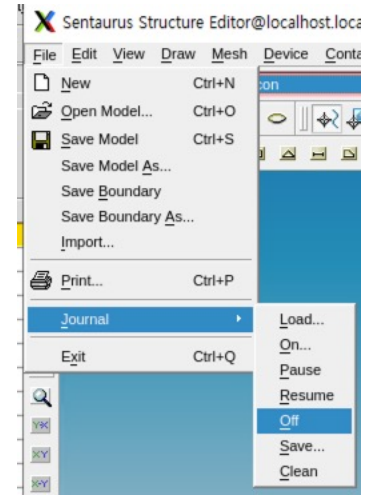 Sentaurus Structure Editor@localhost.loca
File Edit View Draw Mesh Device Conta
New Ctrl+N
Open Model... Ctrl+O
Save Model Ctrl+S
Save Model As...
Save Boundary
Save Boundary As...
Import...
Print... Ctrl+P
Journal
Exit Ctrl+Q
con
Load...
On...
Pause
Resume
Off
Save...
Clean
XY
X-Y